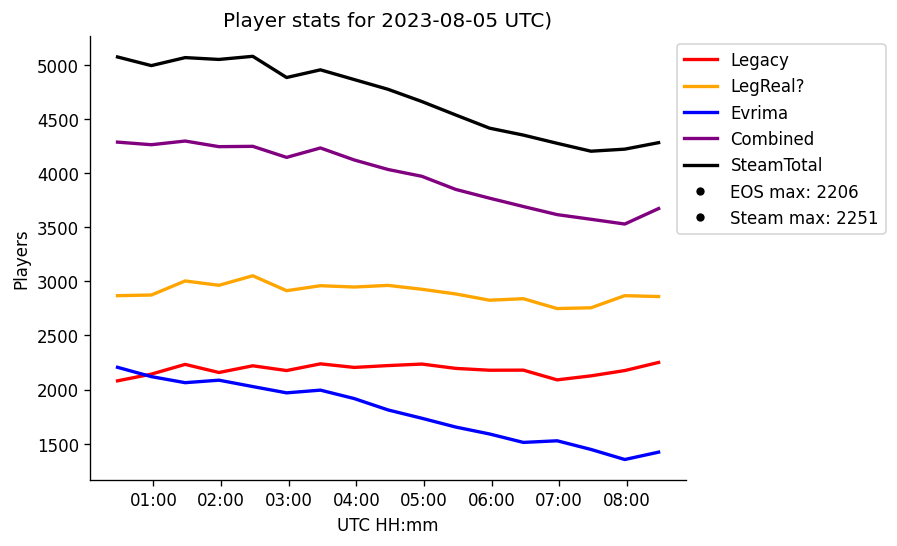 Player stats for 2023-08-05 UTC)
Legacy
LegReal?
Evrima
Combined
SteamTotal
EOS max: 2206
Steam max: 2251
Players
5000
4500
4000
3500
3000
2500
2000
1500
01:00 02:00 03:00 04:00 05:00 06:00 07:00 08:00
UTC HH:mm